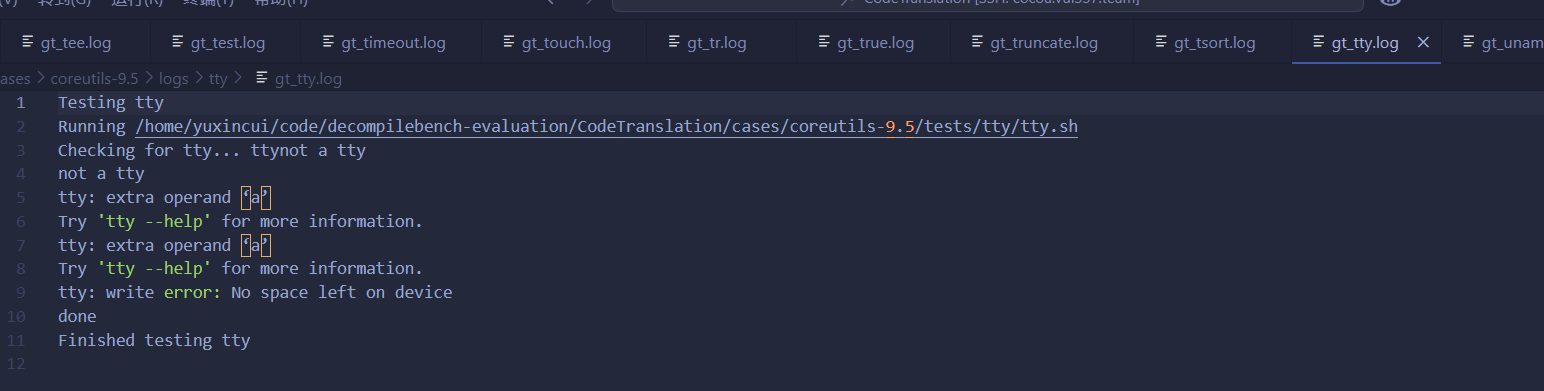 转到(G) 运行(R) 终端(T) 帮助(H)
CodeTranslation [SSH: cocod.vul337.team]
gt_tee.log gt_test.log gt_timeout.log gt_touch.log gt_tr.log gt_true.log gt_truncate.log gt_tsort.log gt_tty.log × gt_unam
ases > coreutils-9.5 > logs > tty > gt_tty.log
1 Testing tty
2 Running /home/yuxincui/code/decompilebench-evaluation/CodeTranslation/cases/coreutils-9.5/tests/tty/tty.sh
3 Checking for tty... ttynot a tty
4 not a tty
5 tty: extra operand ‘a’
6 Try 'tty --help' for more information.
7 tty: extra operand ‘a’
8 Try 'tty --help' for more information.
9 tty: write error: No space left on device
10 done
11 Finished testing tty
12